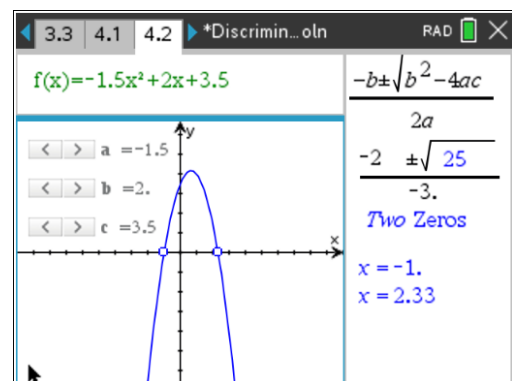 3.3 4.1 4.2 *Discrimin...oln RAD
f(x)=-1.5x²+2x+3.5
y
< > a =-1.5
< > b =2.
< > c =3.5
x
-b±√b²-4ac
2a
-2 ±√25
-3.
Two Zeros
x=-1.
x=2.33